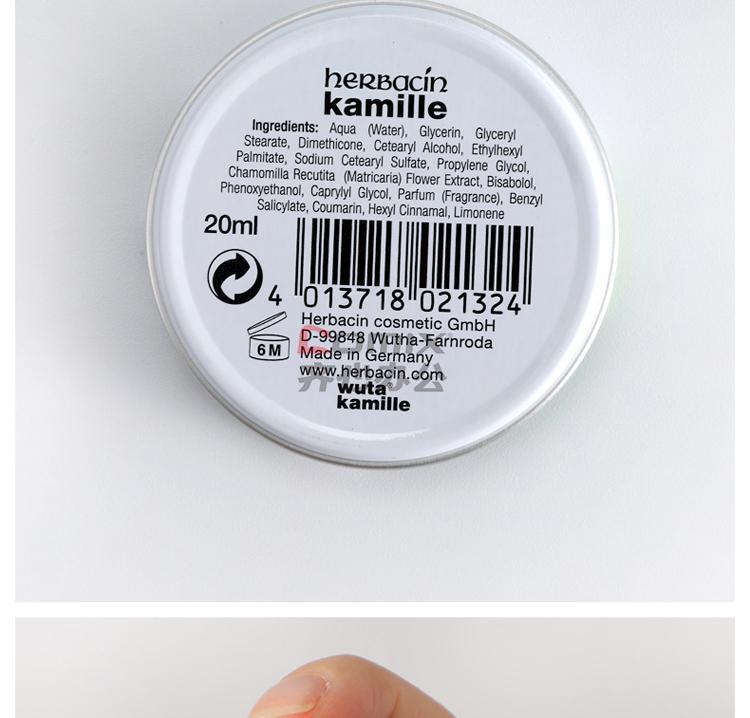 herbacin
kamille
Ingredients: Aqua (Water), Glycerin, Glyceryl
Stearate, Dimethicone, Cetearyl Alcohol, Ethylhexyl
Palmitate, Sodium Cetearyl Sulfate, Propylene Glycol,
Chamomilla Recutita (Matricaria) Flower Extract, Bisabolol,
Phenoxyethanol, Caprylyl Glycol, Parfum (Fragrance), Benzyl
Salicylate, Coumarin, Hexyl Cinnamal, Limonene
20ml
4 013718 021324
6 M
Herbacin cosmetic GmbH
D-99848 Wutha-Farnroda
Made in Germany
www.herbacin.com
wuta
kamille